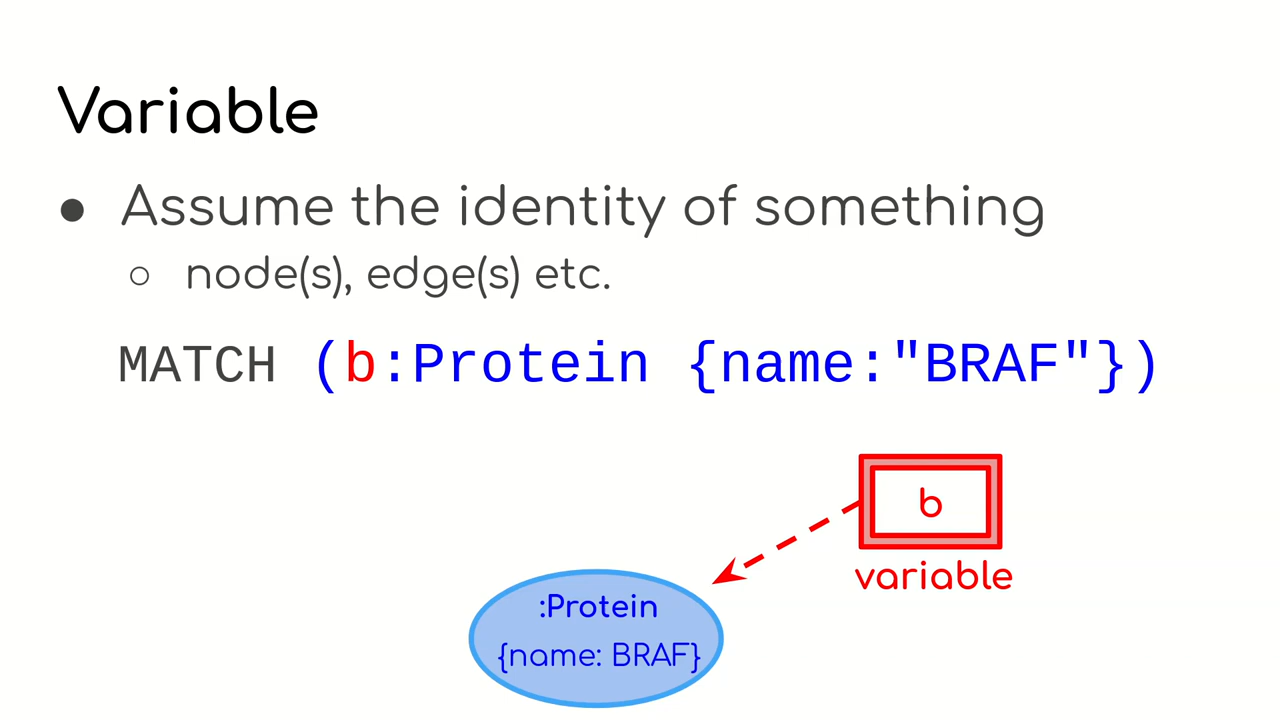 Variable
● Assume the identity of something
○ node(s), edge(s) etc.
MATCH (b:Protein {name:"BRAF"})
b
variable
:Protein
{name: BRAF}